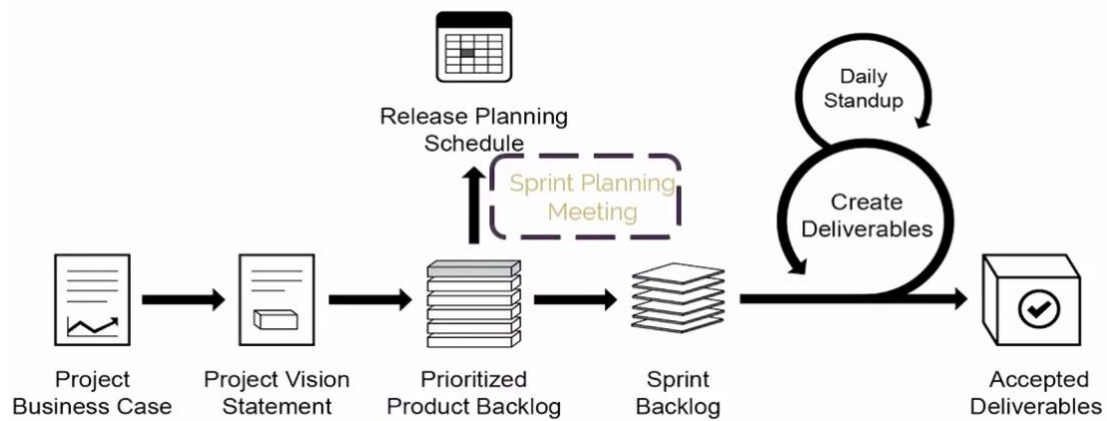 Release Planning
Schedule
Sprint Planning
Meeting
Daily
Standup
Create
Deliverables
Project
Business Case
Project Vision
Statement
Prioritized
Product Backlog
Sprint
Backlog
Accepted
Deliverables